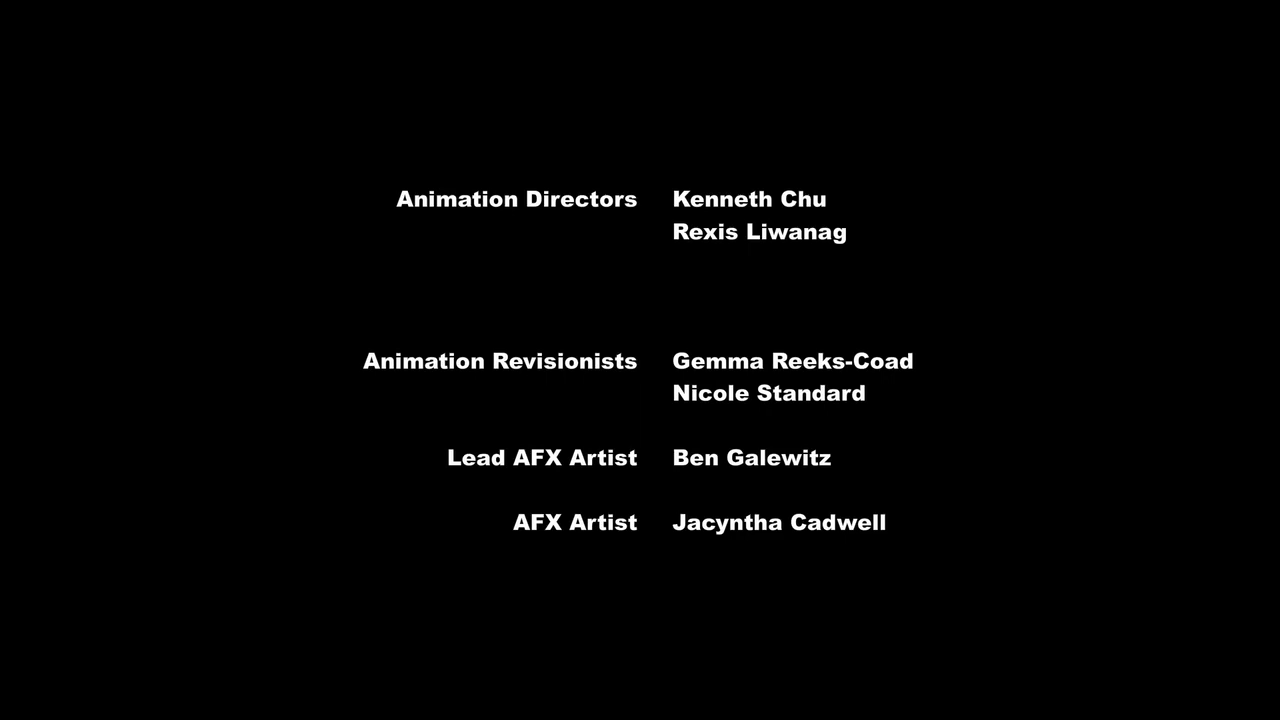 Animation Directors Kenneth Chu
Rexis Liwanag
Animation Revisionists Gemma Reeks-Coad
Nicole Standard
Lead AFX Artist Ben Galewitz
AFX Artist Jacyntha Cadwell